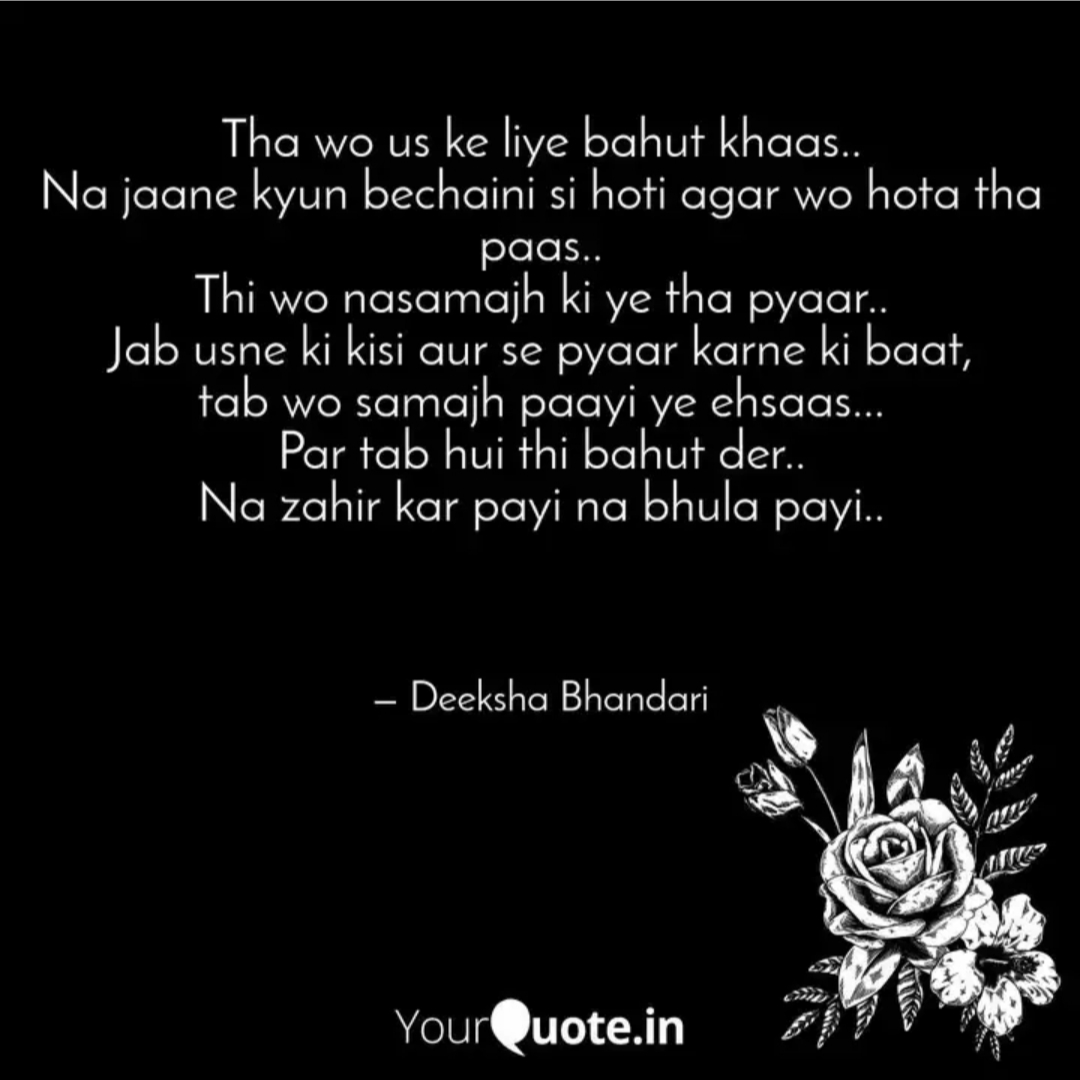 Tha wo us ke liye bahut khaas..
Na jaane kyun bechaini si hoti agar wo hota tha
paas..
Thi wo nasamajh ki ye tha pyaar..
Jab usne ki kisi aur se pyaar karne ki baat,
tab wo samajh paayi ye ehsaas...
Par tab hui thi bahut der..
Na zahir kar payi na bhula payi..
– Deeksha Bhandari
YourQuote.in